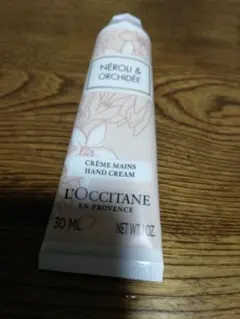 NÉROLI &
ORCHIDÉE
CRÈME MAINS
HAND CREAM
L'OCCITANE
EN PROVENCE
30 ML NET WT. 1 OZ